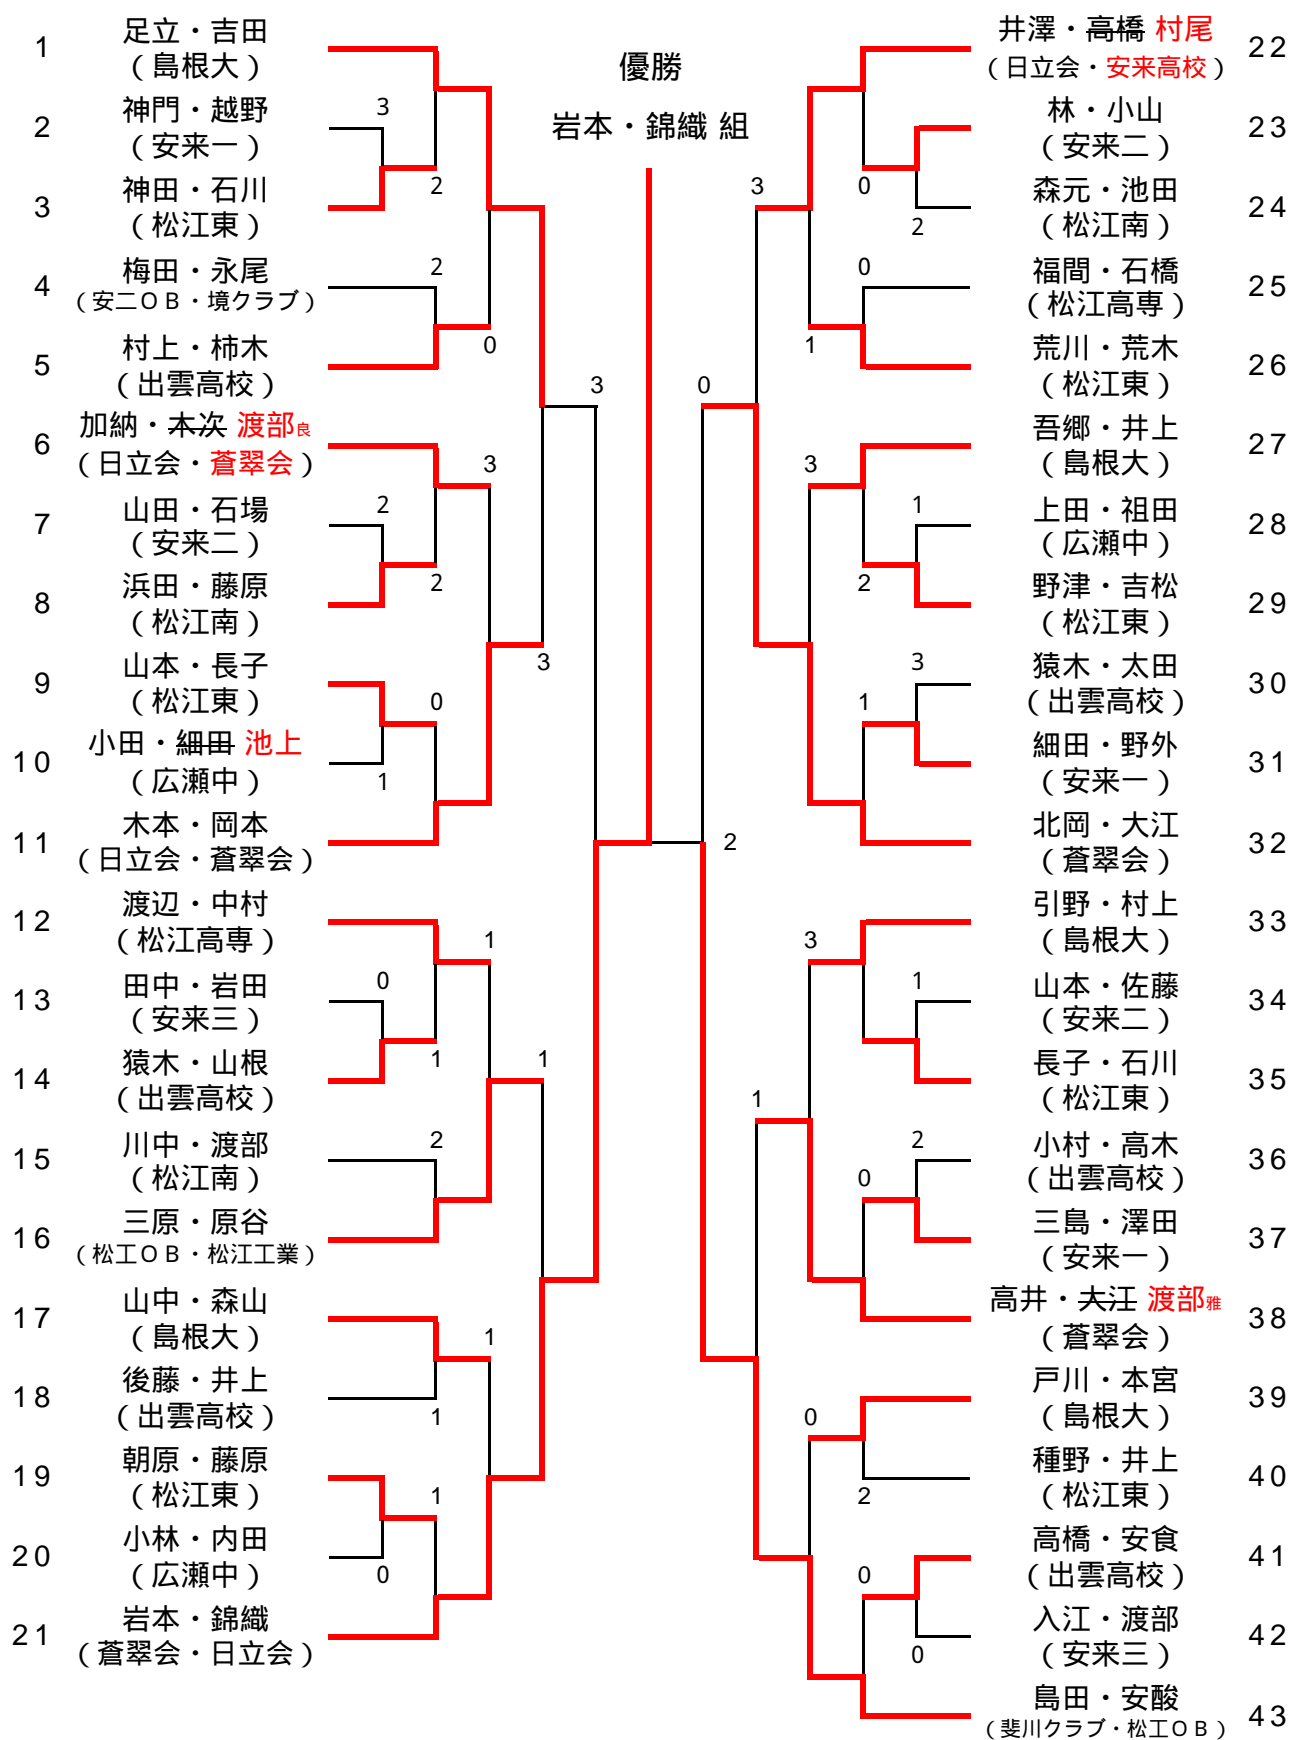 優勝
岩本・錦織 組
1 足立・吉田
(島根大)
2 神門・越野
(安来一)
3 神田・石川
(松江東)
4 梅田・永尾
(安二OB・境クラブ)
5 村上・柿木
(出雲高校)
6 加納・本次 渡部良
(日立会・蒼翠会)
7 山田・石場
(安来二)
8 浜田・藤原
(松江南)
9 山本・長子
(松江東)
10 小田・細田 池上
(広瀬中)
11 木本・岡本
(日立会・蒼翠会)
12 渡辺・中村
(松江高専)
13 田中・岩田
(安来三)
14 猿木・山根
(出雲高校)
15 川中・渡部
(松江南)
16 三原・原谷
(松工OB・松江工業)
17 山中・森山
(島根大)
18 後藤・井上
(出雲高校)
19 朝原・藤原
(松江東)
20 小林・内田
(広瀬中)
21 岩本・錦織
(蒼翠会・日立会)
3
2
2
0
3
3
2
2
3
0
1
1
0
1
1
2
1
1
1
0
3
井澤・高橋 村尾 22
(日立会・安来高校)
林・小山 23
(安来二)
森元・池田 24
(松江南)
福間・石橋 25
(松江高専)
荒川・荒木 26
(松江東)
吾郷・井上 27
(島根大)
上田・祖田 28
(広瀬中)
野津・吉松 29
(松江東)
猿木・太田 30
(出雲高校)
細田・野外 31
(安来一)
北岡・大江 32
(蒼翠会)
引野・村上 33
(島根大)
山本・佐藤 34
(安来二)
長子・石川 35
(松江東)
小村・高木 36
(出雲高校)
三島・澤田 37
(安来一)
高井・大江 渡部雅 38
(蒼翠会)
戸川・本宮 39
(島根大)
種野・井上 40
(松江東)
高橋・安食 41
(出雲高校)
入江・渡部 42
(安来三)
島田・安酸 43
(斐川クラブ・松工OB)
3
0
2
0
1
0
3
1
2
3
1
2
3
1
1
2
0
0
2
0
0